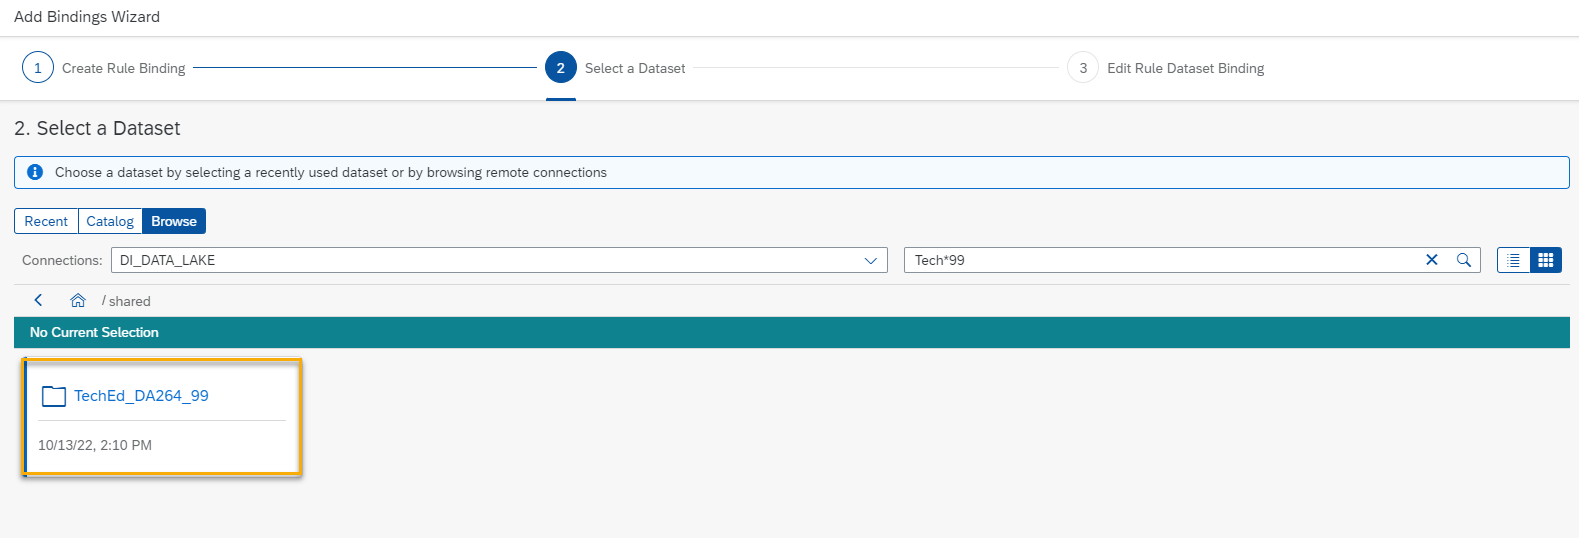 Add Bindings Wizard
1 Create Rule Binding 2 Select a Dataset 3 Edit Rule Dataset Binding
2. Select a Dataset
Choose a dataset by selecting a recently used dataset or by browsing remote connections
Recent Catalog Browse
Connections: DI_DATA_LAKE Tech*99
/ shared
No Current Selection
TechEd_DA264_99
10/13/22, 2:10 PM